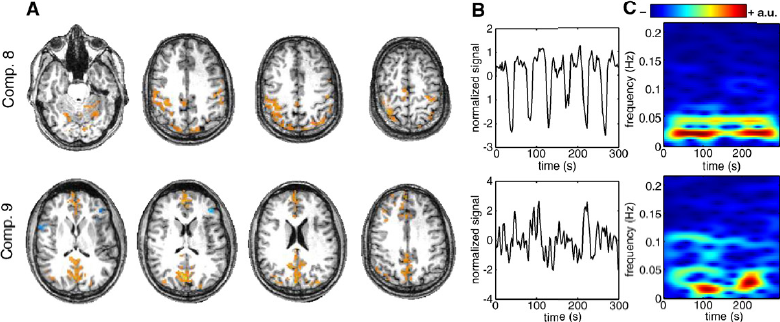 A
B
C
− + a.u.
Comp. 8
normalized signal
2
1
0
-1
-2
-3
0 100 200 300
time (s)
frequency (Hz)
0.2
0.15
0.1
0.05
0
0 100 200
time (s)
Comp. 9
normalized signal
4
2
0
-2
-4
0 100 200 300
time (s)
frequency (Hz)
0.2
0.15
0.1
0.05
0
0 100 200
time (s)